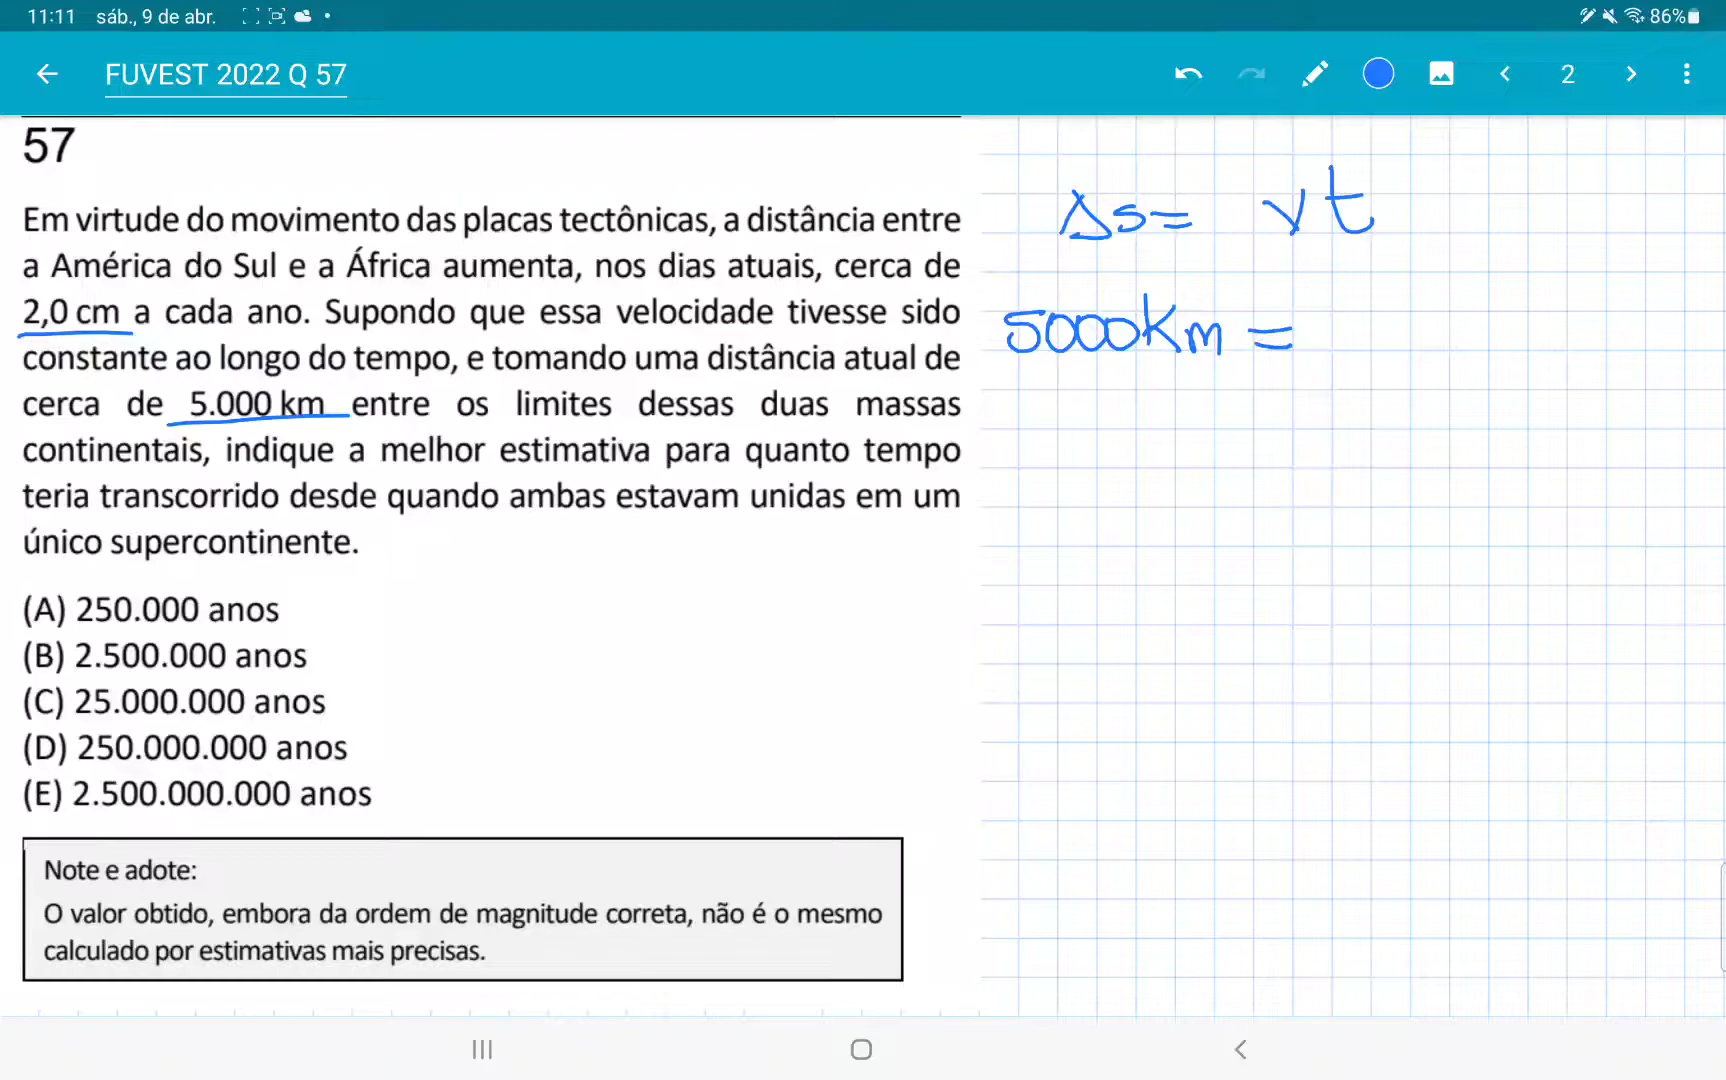 11:11 sáb., 9 de abr.
86%
FUVEST 2022 Q 57
2
57
Em virtude do movimento das placas tectônicas, a distância entre
a América do Sul e a África aumenta, nos dias atuais, cerca de
2,0 cm a cada ano. Supondo que essa velocidade tivesse sido
constante ao longo do tempo, e tomando uma distância atual de
cerca de 5.000 km entre os limites dessas duas massas
continentais, indique a melhor estimativa para quanto tempo
teria transcorrido desde quando ambas estavam unidas em um
único supercontinente.
(A) 250.000 anos
(B) 2.500.000 anos
(C) 25.000.000 anos
(D) 250.000.000 anos
(E) 2.500.000.000 anos
Note e adote:
O valor obtido, embora da ordem de magnitude correta, não é o mesmo
calculado por estimativas mais precisas.
Δs = v t
5000 Km =